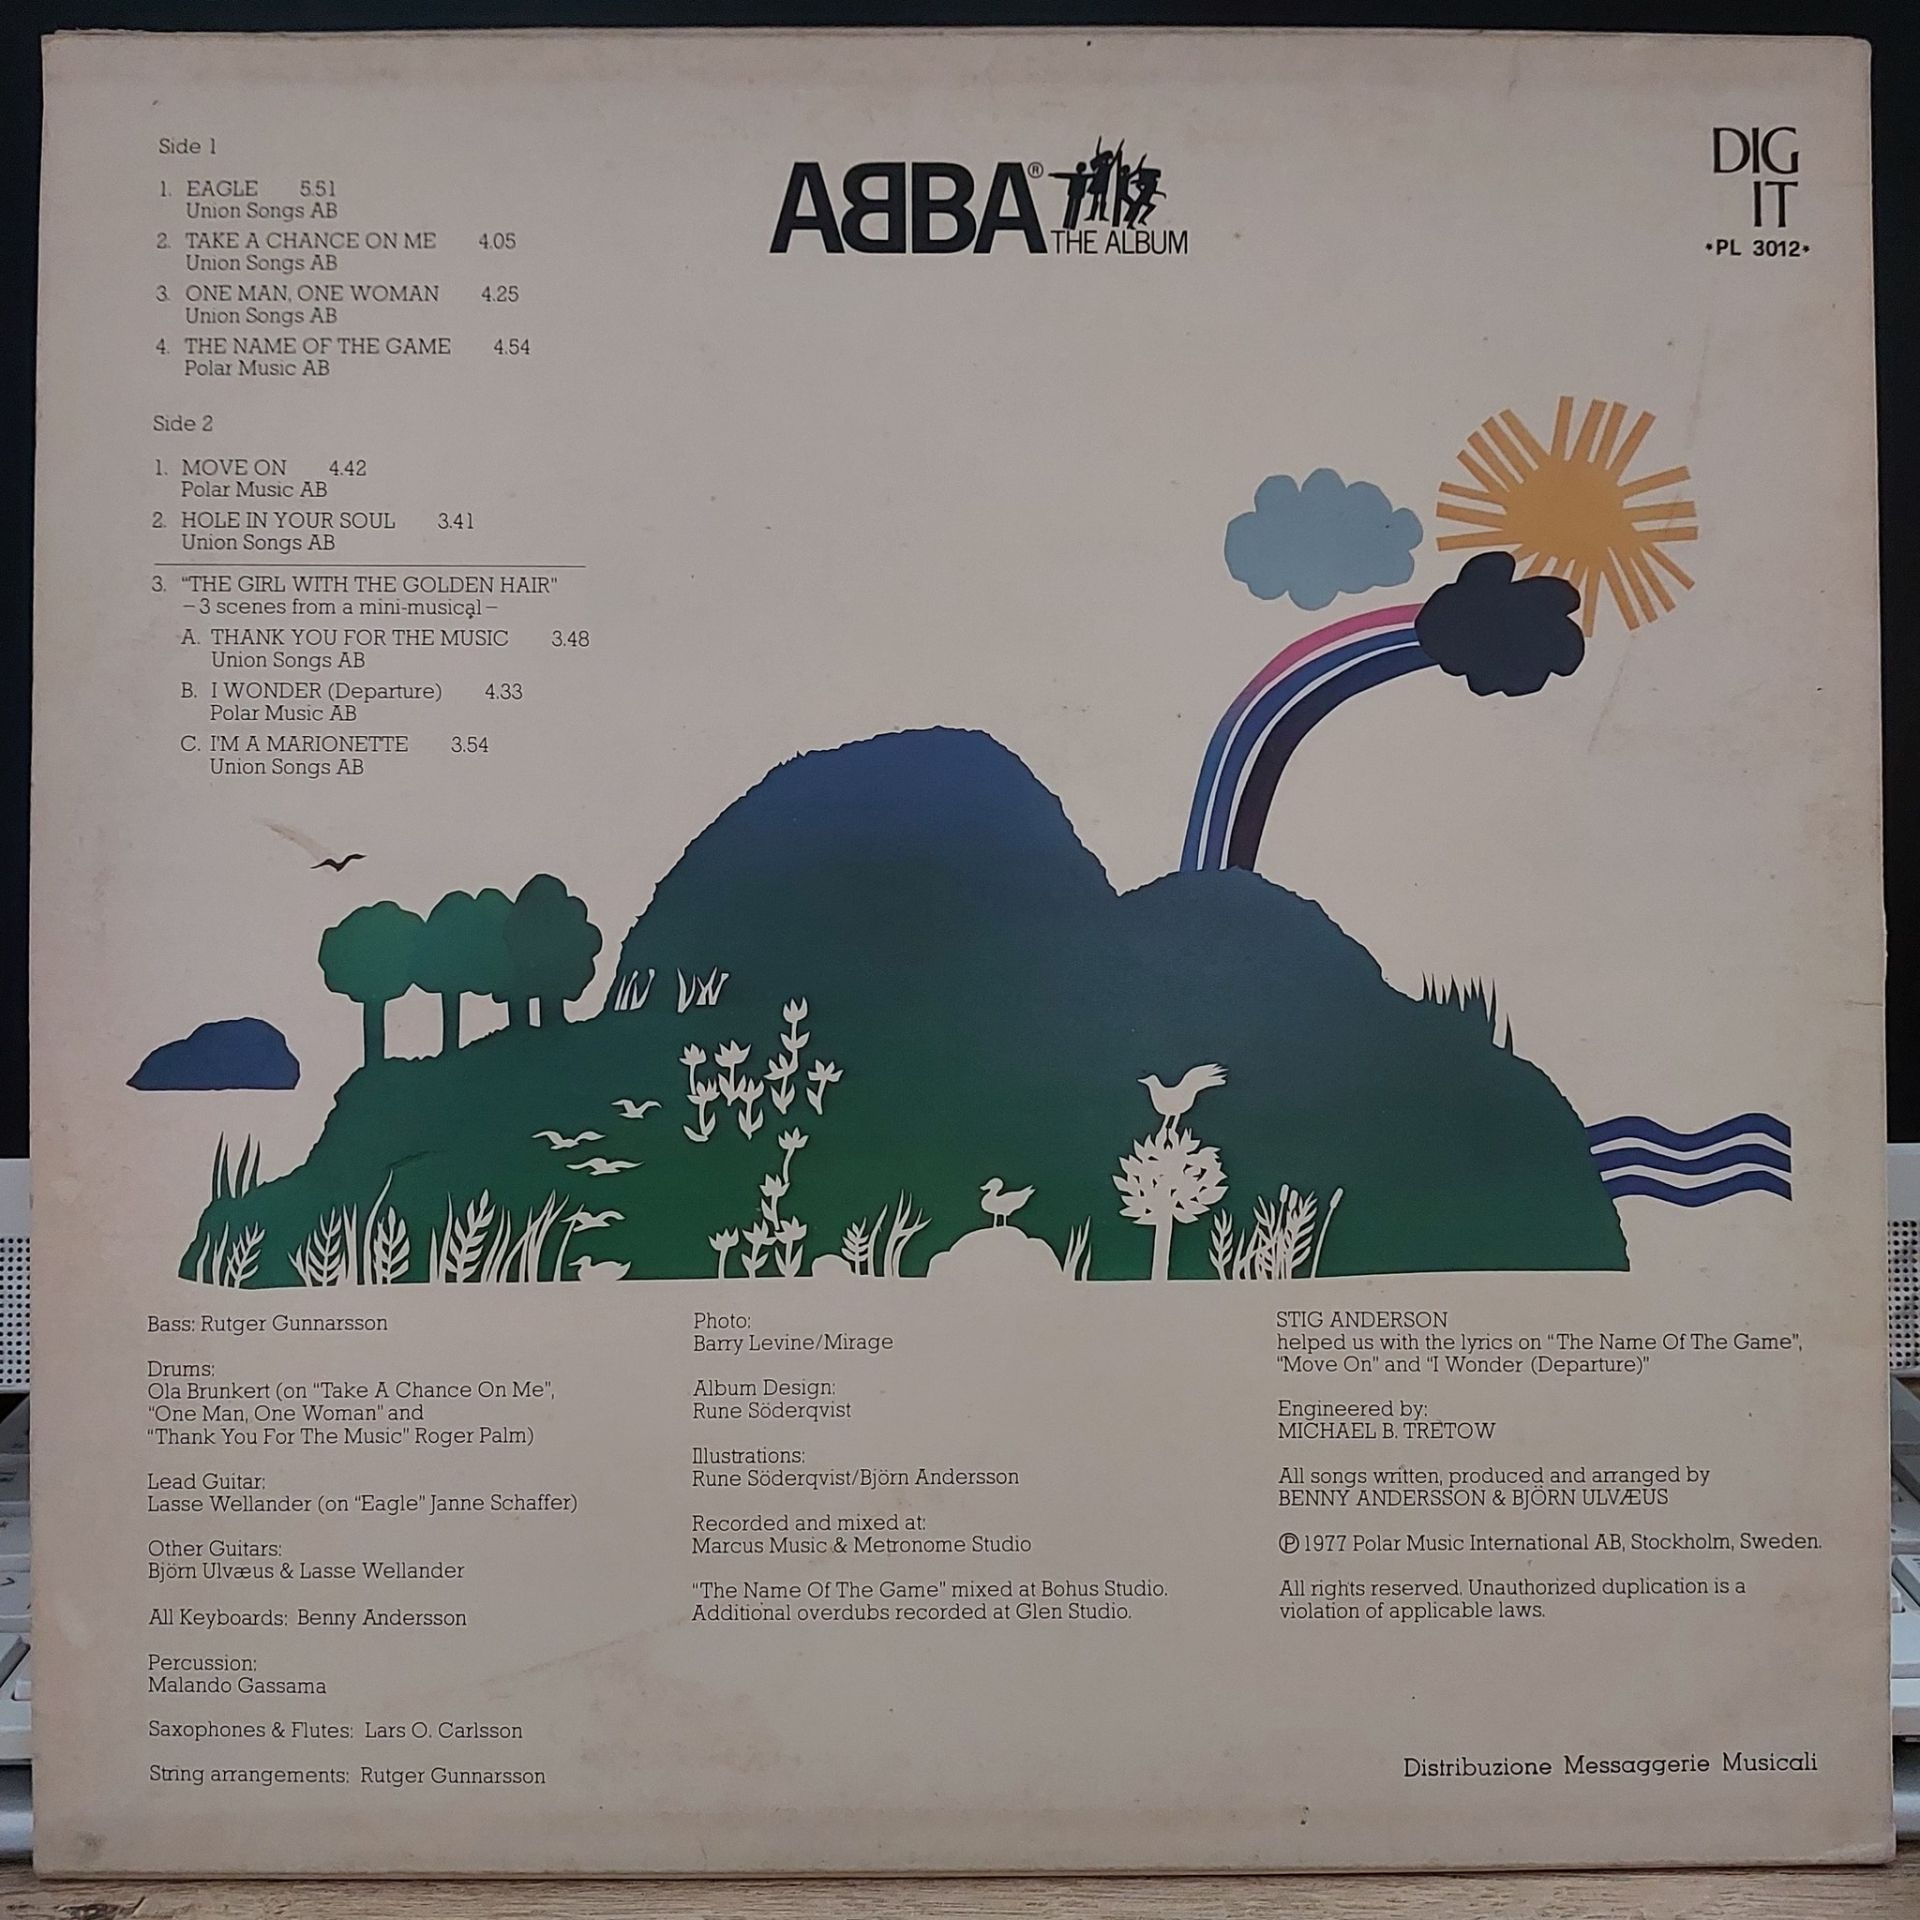 Side 1
1. EAGLE 5.51
Union Songs AB
2. TAKE A CHANCE ON ME 4.05
Union Songs AB
3. ONE MAN, ONE WOMAN 4.25
Union Songs AB
4. THE NAME OF THE GAME 4.54
Polar Music AB
Side 2
1. MOVE ON 4.42
Polar Music AB
2. HOLE IN YOUR SOUL 3.41
Union Songs AB
3. "THE GIRL WITH THE GOLDEN HAIR"
—3 scenes from a mini-musical—
A. THANK YOU FOR THE MUSIC 3.48
Union Songs AB
B. I WONDER (Departure) 4.33
Polar Music AB
C. I'M A MARIONETTE 3.54
Union Songs AB
ABBA®
THE ALBUM
DIG
IT
*PL 3012*
Bass: Rutger Gunnarsson
Drums:
Ola Brunkert (on "Take A Chance On Me",
"One Man, One Woman" and
"Thank You For The Music" Roger Palm)
Lead Guitar:
Lasse Wellander (on "Eagle" Janne Schaffer)
Other Guitars:
Björn Ulvæus & Lasse Wellander
All Keyboards: Benny Andersson
Percussion:
Malando Gassama
Saxophones & Flutes: Lars O. Carlsson
String arrangements: Rutger Gunnarsson
Photo:
Barry Levine/Mirage
Album Design:
Rune Söderqvist
Illustrations:
Rune Söderqvist/Björn Andersson
Recorded and mixed at:
Marcus Music & Metronome Studio
"The Name Of The Game" mixed at Bohus Studio.
Additional overdubs recorded at Glen Studio.
STIG ANDERSON
helped us with the lyrics on "The Name Of The Game",
"Move On" and "I Wonder (Departure)"
Engineered by:
MICHAEL B. TRETOW
All songs written, produced and arranged by
BENNY ANDERSSON & BJÖRN ULVÆUS
℗ 1977 Polar Music International AB, Stockholm, Sweden.
All rights reserved. Unauthorized duplication is a
violation of applicable laws.
Distribuzione Messaggerie Musicali